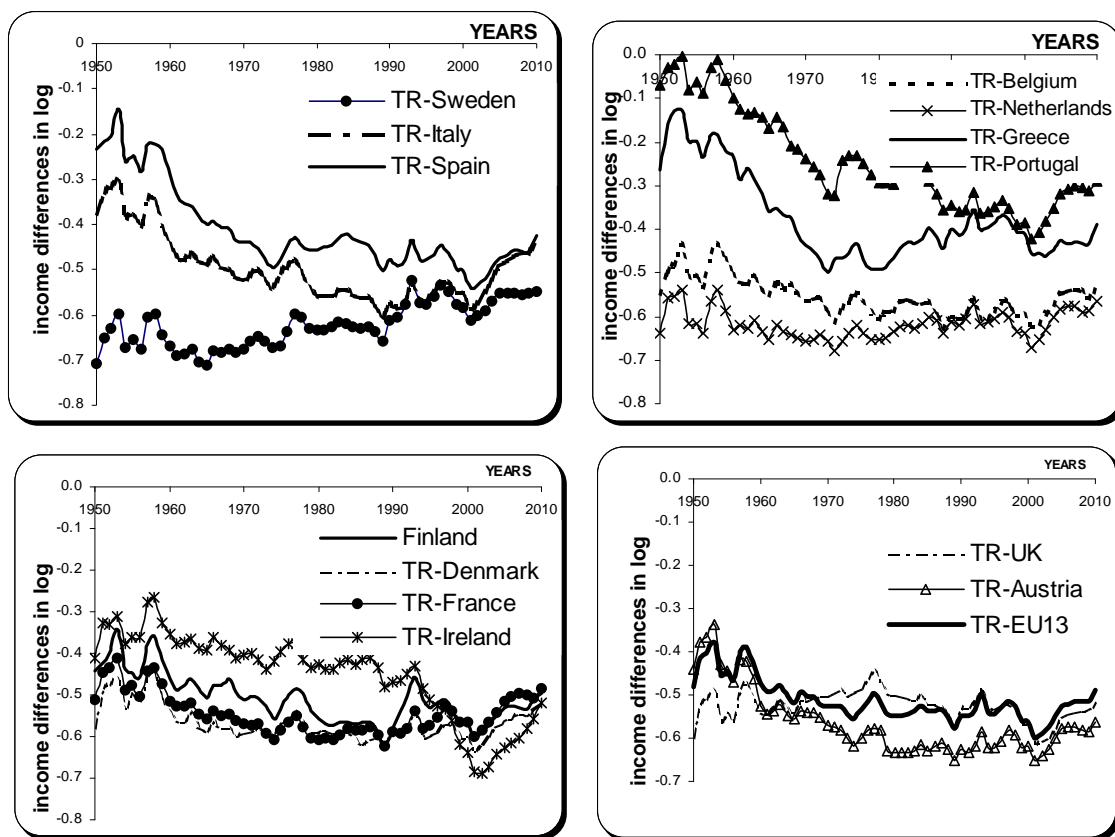 YEARS
0
1950 1960 1970 1980 1990 2000 2010
-0.1
-0.2
-0.3
-0.4
-0.5
-0.6
-0.7
-0.8
income differences in log
TR-Sweden
TR-Italy
TR-Spain
YEARS
0.0
1960 1970
-0.1
-0.2
-0.3
-0.4
-0.5
-0.6
-0.7
-0.8
income differences in log
TR-Belgium
TR-Netherlands
TR-Greece
TR-Portugal
2010
YEARS
0.0
1950 1960 1970 1980 1990 2000 2010
-0.1
-0.2
-0.3
-0.4
-0.5
-0.6
-0.7
-0.8
income differences in log
Finland
TR-Denmark
TR-France
TR-Ireland
YEARS
0.0
1950 1960 1970 1980 1990 2000 2010
-0.1
-0.2
-0.3
-0.4
-0.5
-0.6
-0.7
income differences in log
TR-UK
TR-Austria
TR-EU13